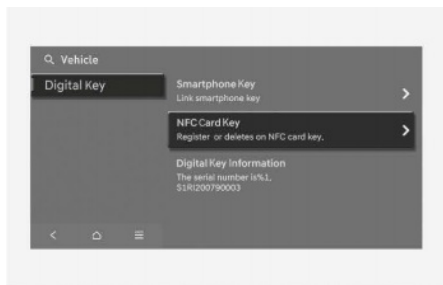 Vehicle
Digital Key
Smartphone Key
Link smartphone key
NFC Card Key
Register or deletes on NFC card key.
Digital Key Information
The serial number is%1,
S1RI200790003